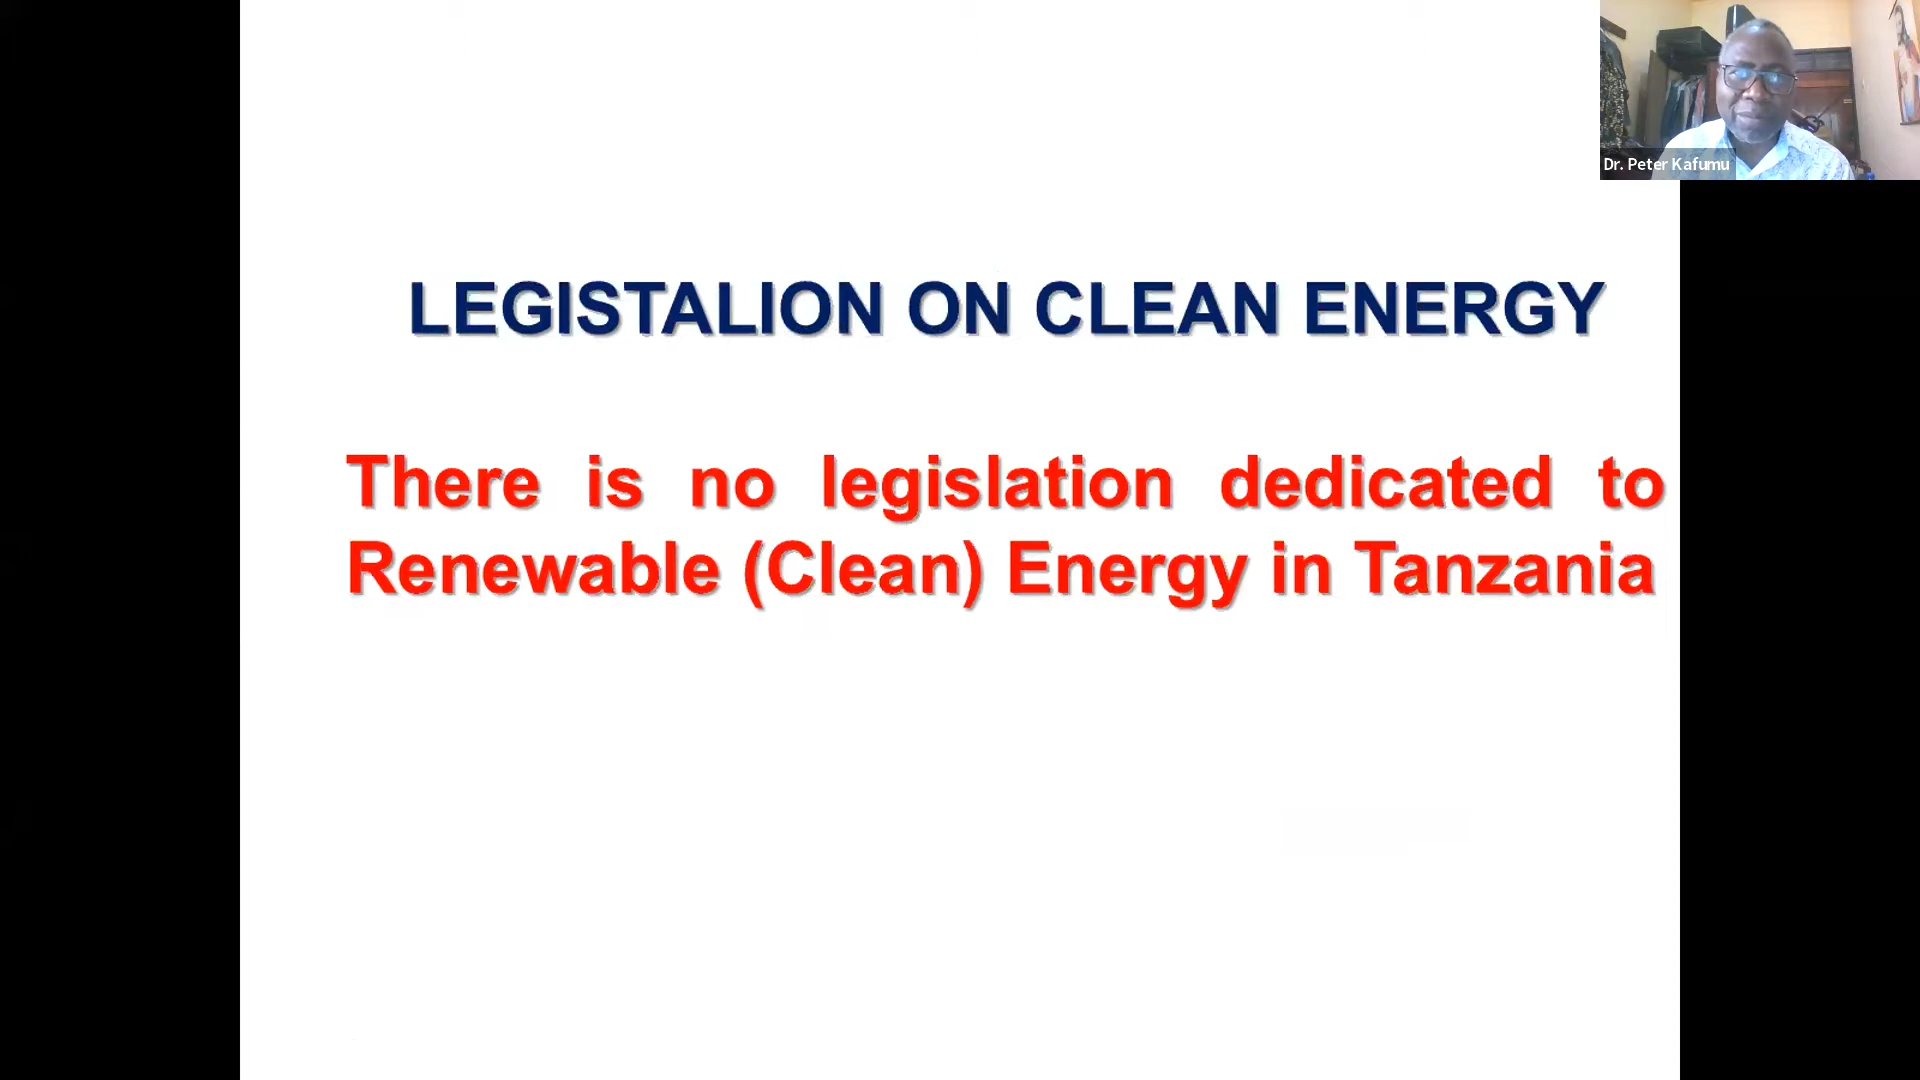 Dr. Peter Kafumu
LEGISTALION ON CLEAN ENERGY
There is no legislation dedicated to
Renewable (Clean) Energy in Tanzania